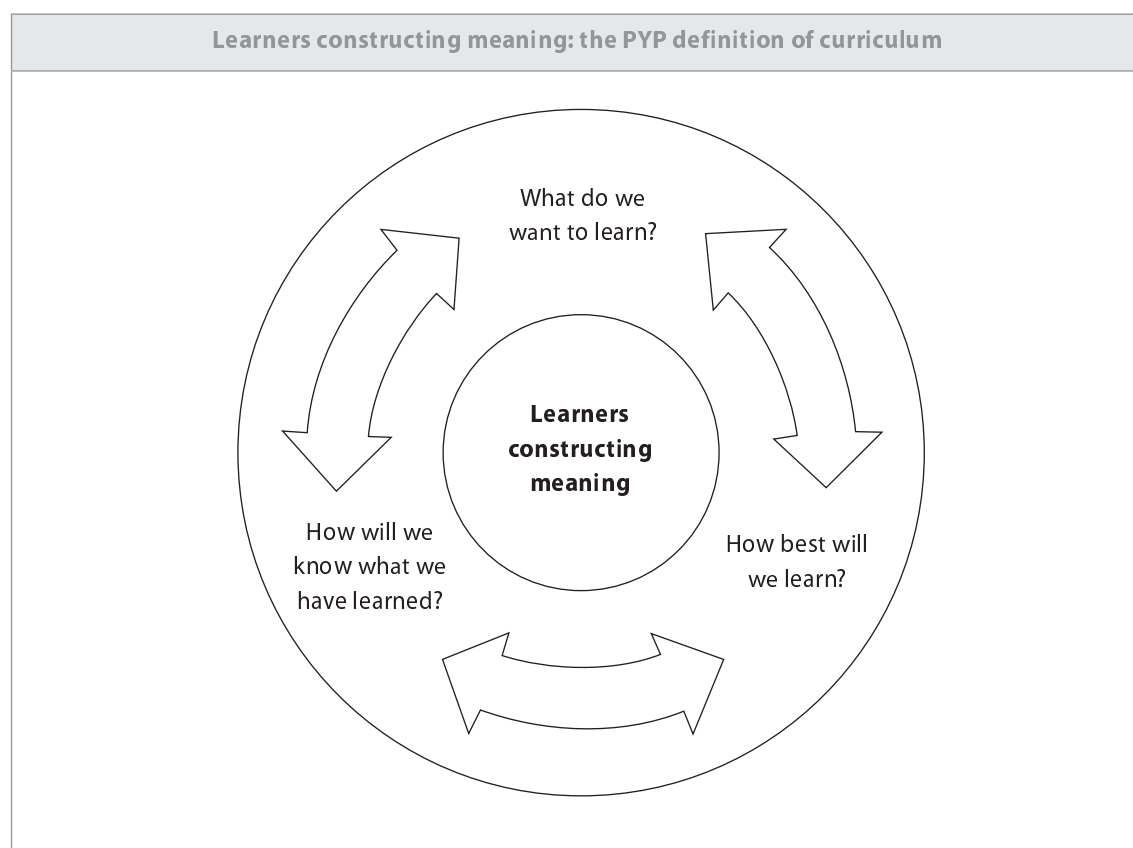 Learners constructing meaning: the PYP definition of curriculum
What do we
want to learn?
Learners
constructing
meaning
How will we
know what we
have learned?
How best will
we learn?